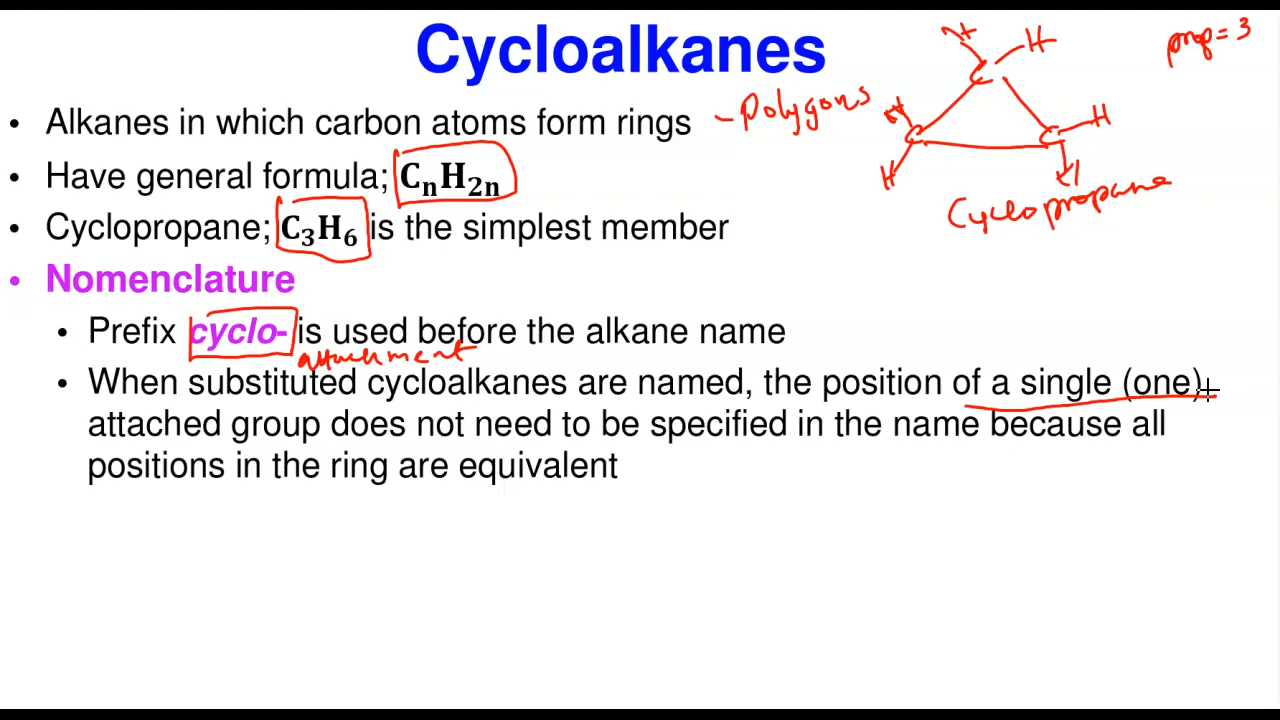 Cycloalkanes
prop = 3
H H
C
• Alkanes in which carbon atoms form rings - Polygons
H C C H
• Have general formula; CₙH₂ₙ
H H
• Cyclopropane; C₃H₆ is the simplest member
Cyclopropane
• Nomenclature
• Prefix cyclo- is used before the alkane name
attachment
• When substituted cycloalkanes are named, the position of a single (one)
attached group does not need to be specified in the name because all
positions in the ring are equivalent